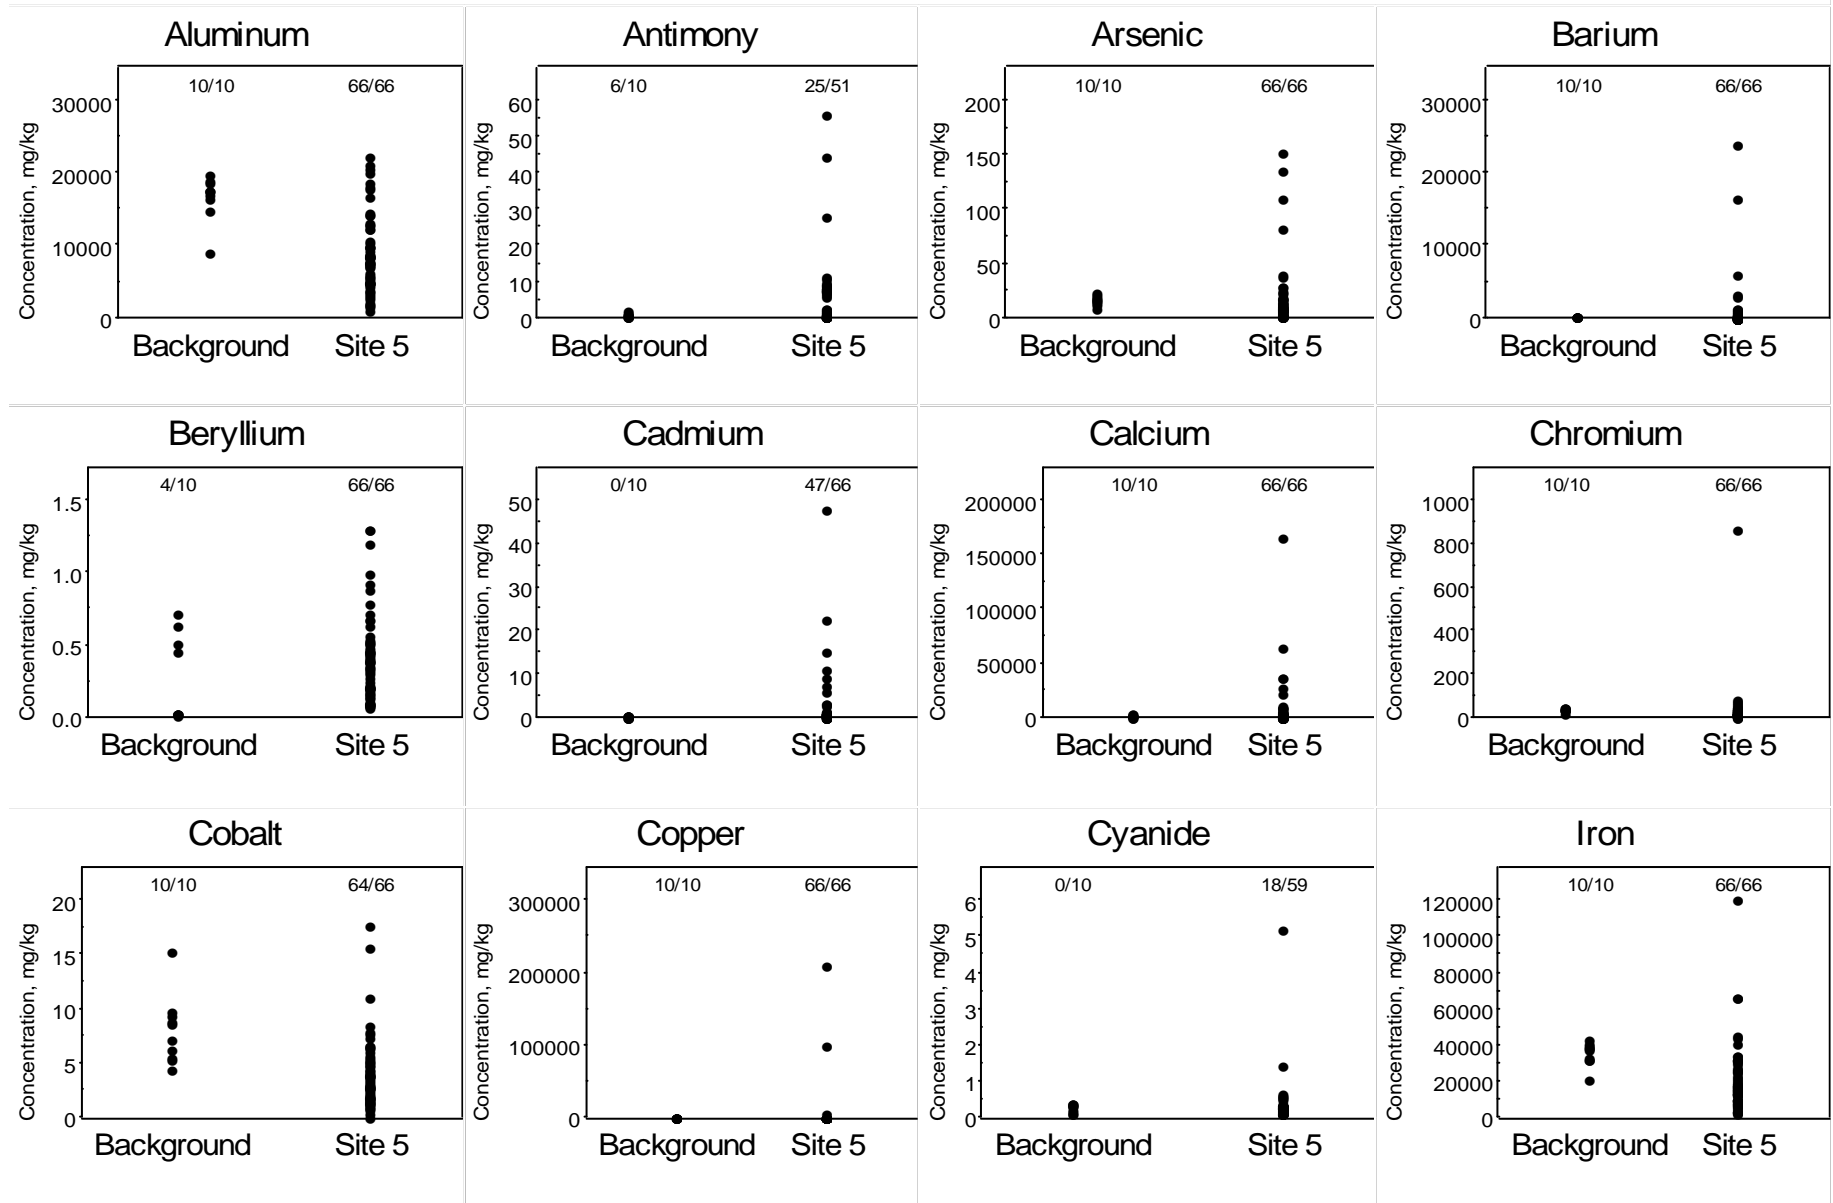 Aluminum
10/10 66/66
Concentration, mg/kg
30000
20000
10000
0
Background Site 5
Antimony
6/10 25/51
Concentration, mg/kg
60
50
40
30
20
10
0
Background Site 5
Arsenic
10/10 66/66
Concentration, mg/kg
200
150
100
50
0
Background Site 5
Barium
10/10 66/66
Concentration, mg/kg
30000
20000
10000
0
Background Site 5
Beryllium
4/10 66/66
Concentration, mg/kg
1.5
1.0
0.5
0.0
Background Site 5
Cadmium
0/10 47/66
Concentration, mg/kg
50
40
30
20
10
0
Background Site 5
Calcium
10/10 66/66
Concentration, mg/kg
200000
150000
100000
50000
0
Background Site 5
Chromium
10/10 66/66
Concentration, mg/kg
1000
800
600
400
200
0
Background Site 5
Cobalt
10/10 64/66
Concentration, mg/kg
20
15
10
5
0
Background Site 5
Copper
10/10 66/66
Concentration, mg/kg
300000
200000
100000
0
Background Site 5
Cyanide
0/10 18/59
Concentration, mg/kg
6
5
4
3
2
1
0
Background Site 5
Iron
10/10 66/66
Concentration, mg/kg
120000
100000
80000
60000
40000
20000
0
Background Site 5